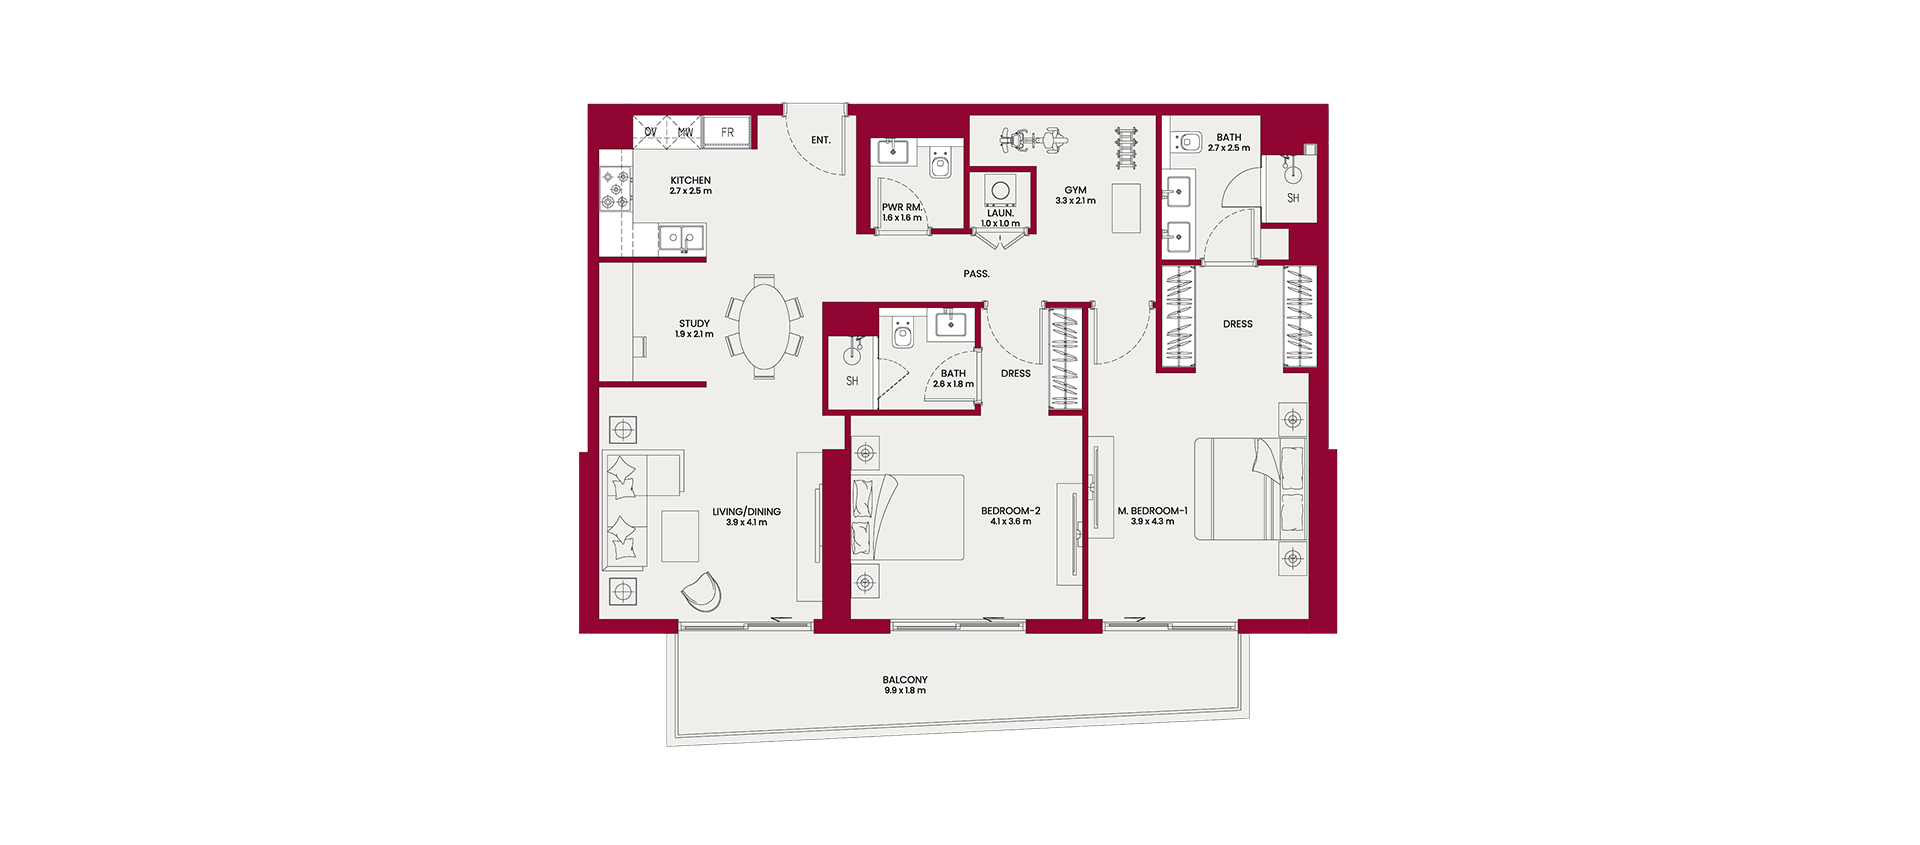 OV
MW
FR
ENT.
KITCHEN
2.7 x 2.5 m
PWR RM.
1.6 x 1.6 m
LAUN.
1.0 x 1.0 m
GYM
3.3 x 2.1 m
BATH
2.7 x 2.5 m
SH
PASS.
STUDY
1.9 x 2.1 m
SH
BATH
2.6 x 1.8 m
DRESS
DRESS
LIVING/DINING
3.9 x 4.1 m
BEDROOM-2
4.1 x 3.6 m
M. BEDROOM-1
3.9 x 4.3 m
BALCONY
9.9 x 1.8 m